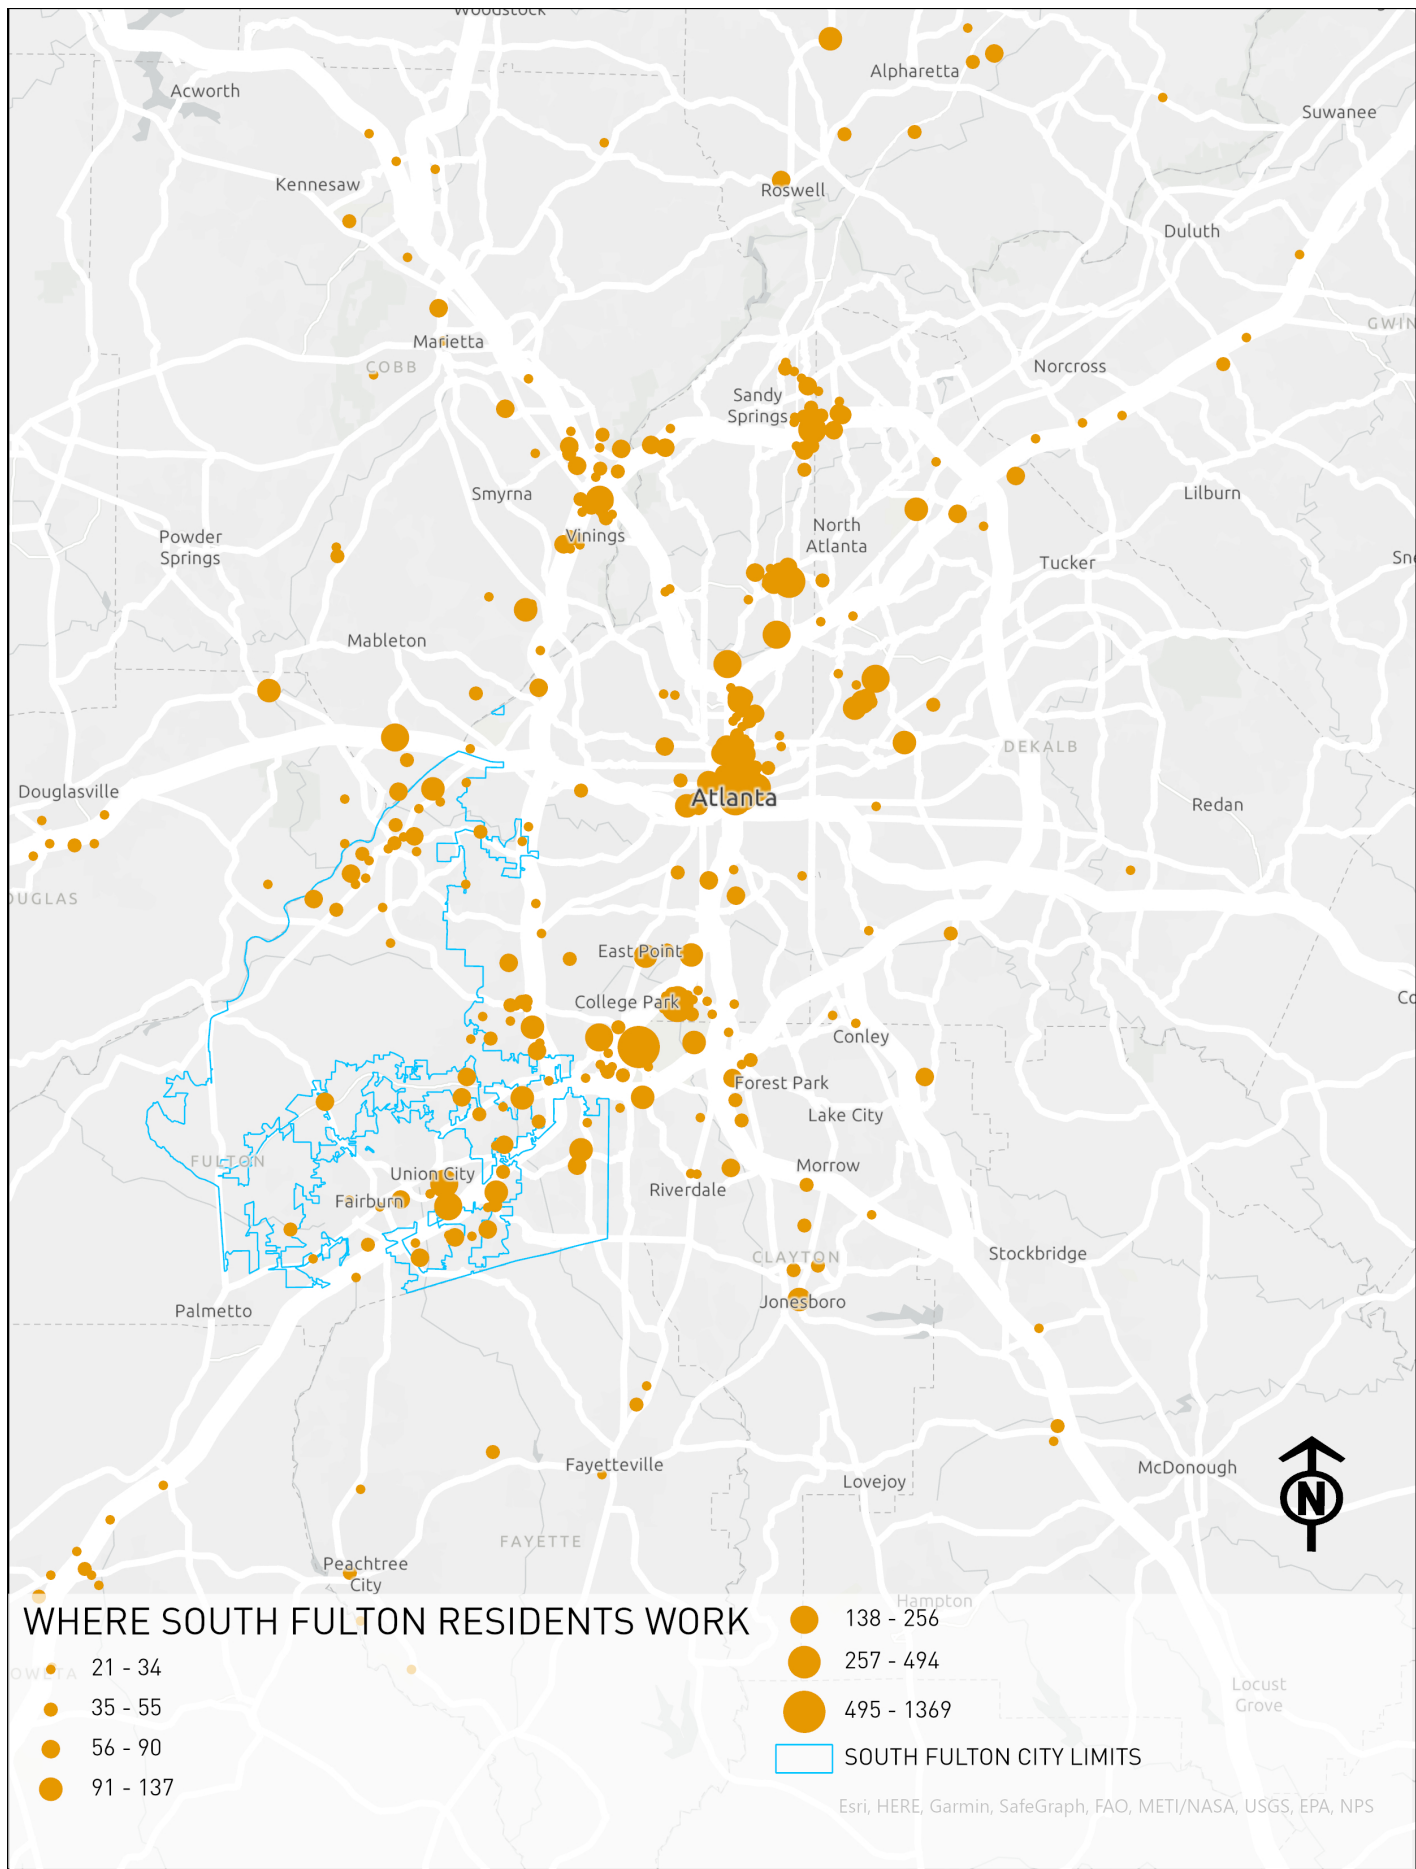 Woodstock
Acworth
Alpharetta
Suwanee
Kennesaw
Roswell
Duluth
GWIN
Marietta
COBB
Norcross
Sandy
Springs
Smyrna
Lilburn
North
Atlanta
Vinings
Powder
Springs
Tucker
Sne
Mableton
DEKALB
Douglasville
Atlanta
Redan
OUGLAS
East Point
College Park
Co
Conley
Forest Park
Lake City
FULTON
Union City
Morrow
Riverdale
Fairburn
CLAYTON
Stockbridge
Palmetto
Jonesboro
Fayetteville
Lovejoy
McDonough
N
FAYETTE
Peachtree
City
Hampton
WHERE SOUTH FULTON RESIDENTS WORK
21 - 34
35 - 55
56 - 90
91 - 137
138 - 256
257 - 494
495 - 1369
SOUTH FULTON CITY LIMITS
OWETA
Locust
Grove
Esri, HERE, Garmin, SafeGraph, FAO, METI/NASA, USGS, EPA, NPS